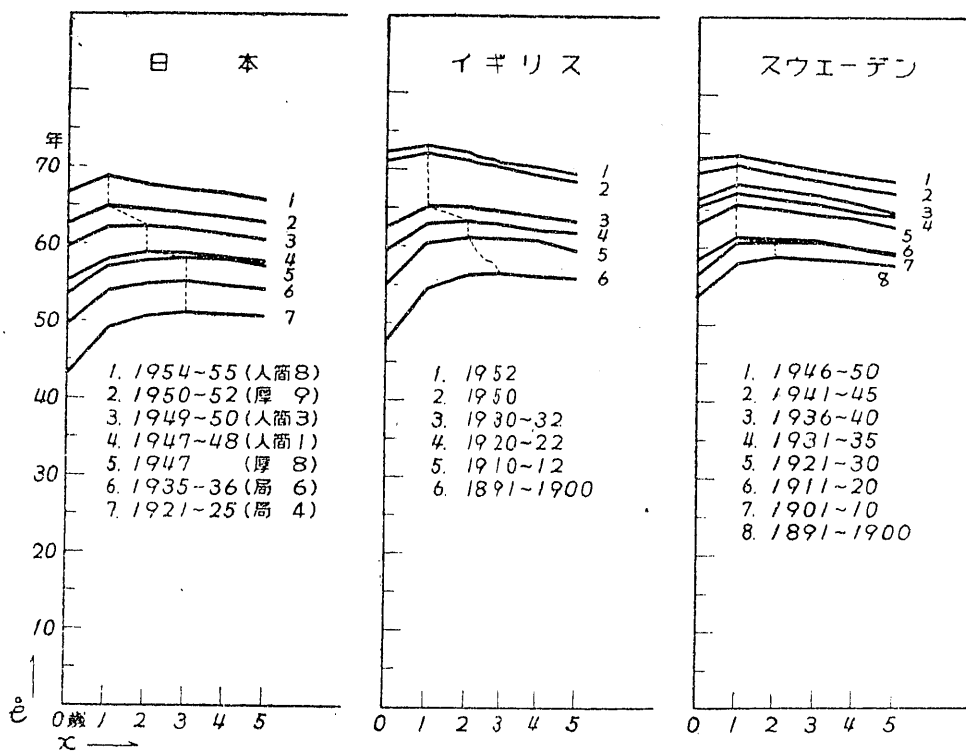 日 本
年
70
60
50
40
30
20
10
e°
0歳 1 2 3 4 5
x
1
2
3
4
5
6
7
1. 1954~55 (人簡8)
2. 1950~52 (厚 9)
3. 1949~50 (人簡3)
4. 1947~48 (人簡1)
5. 1947 (厚 8)
6. 1935~36 (局 6)
7. 1921~25 (局 4)
イギリス
1
2
3
4
5
6
1. 1952
2. 1950
3. 1930~32
4. 1920~22
5. 1910~12
6. 1891~1900
0 1 2 3 4 5
スウェーデン
1
2
3
4
5
6
7
8
1. 1946~50
2. 1941~45
3. 1936~40
4. 1931~35
5. 1921~30
6. 1911~20
7. 1901~10
8. 1891~1900
0 1 2 3 4 5